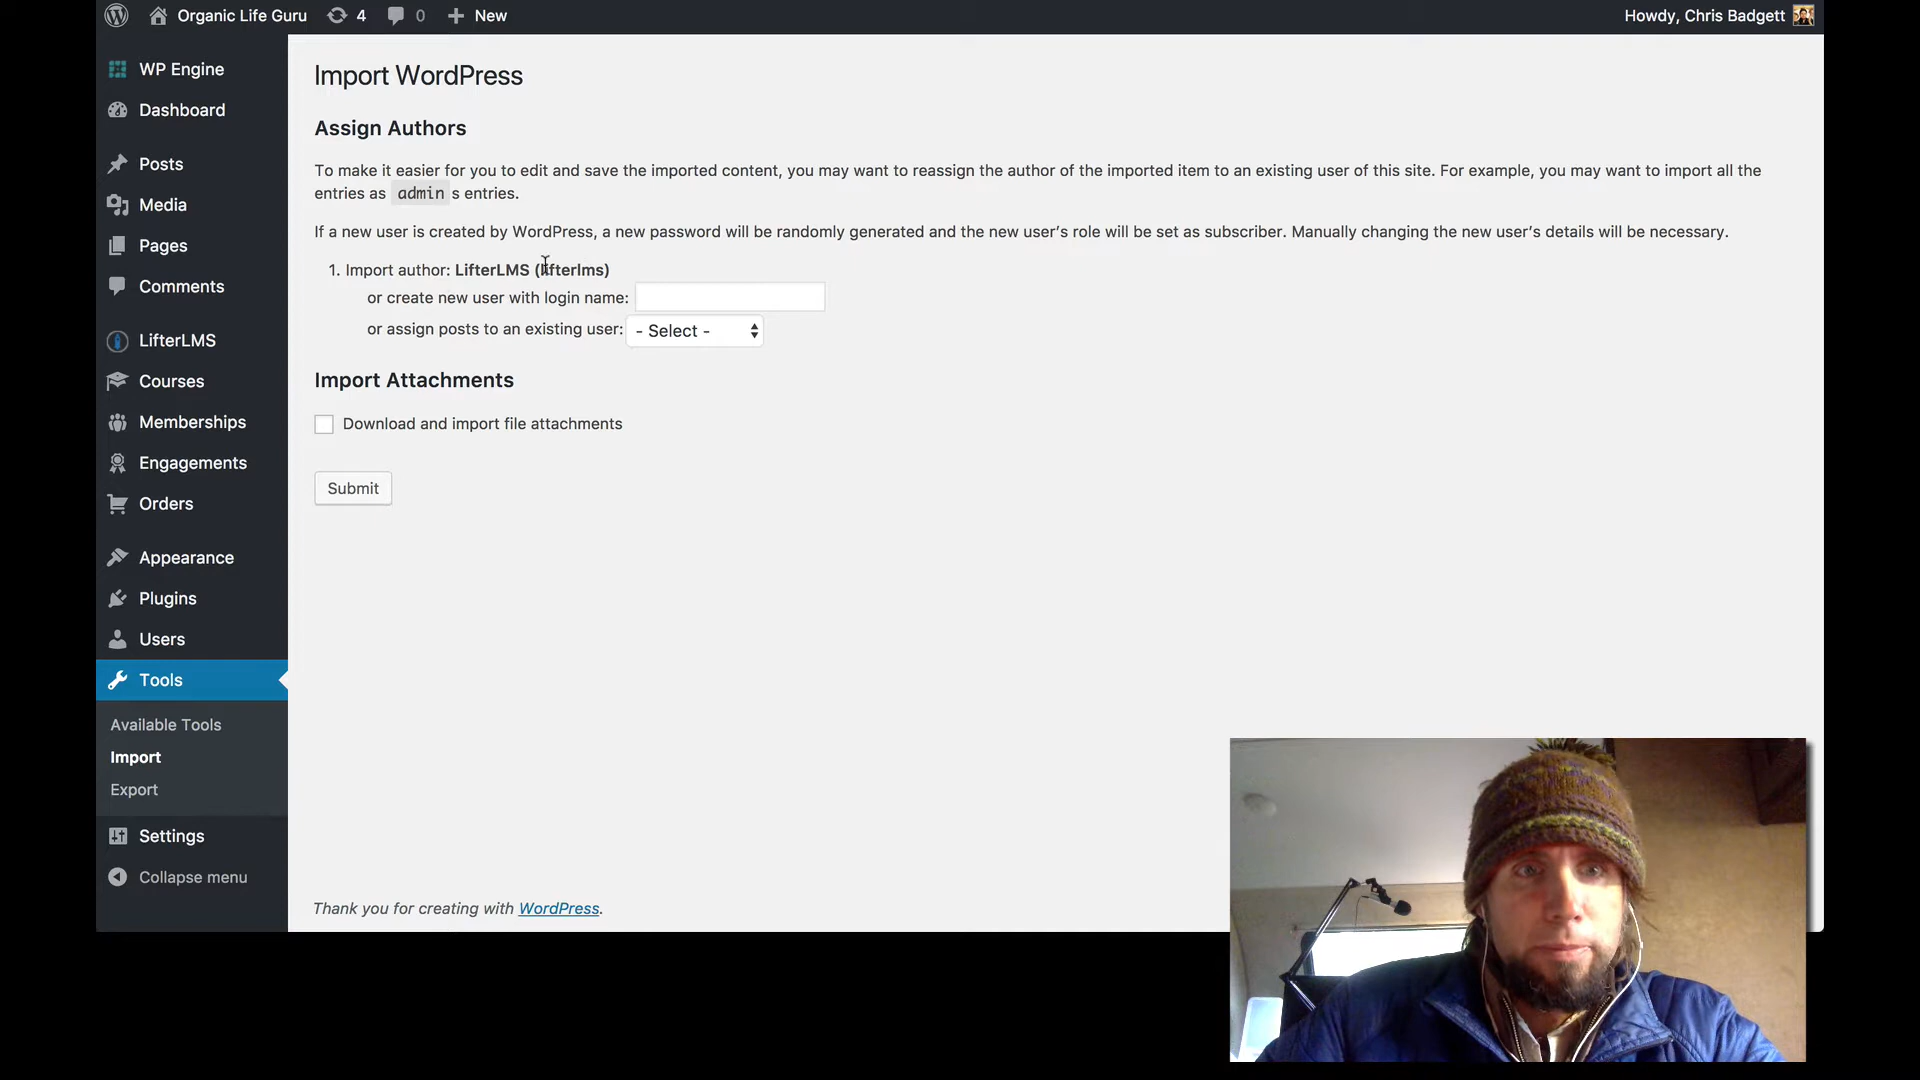 Organic Life Guru 4 0 New Howdy, Chris Badgett
WP Engine
Dashboard
Posts
Media
Pages
Comments
LifterLMS
Courses
Memberships
Engagements
Orders
Appearance
Plugins
Users
Tools
Available Tools
Import
Export
Settings
Collapse menu
Import WordPress
Assign Authors
To make it easier for you to edit and save the imported content, you may want to reassign the author of the imported item to an existing user of this site. For example, you may want to import all the
entries as admin s entries.
If a new user is created by WordPress, a new password will be randomly generated and the new user's role will be set as subscriber. Manually changing the new user's details will be necessary.
1. Import author: LifterLMS (lifterlms)
or create new user with login name:
or assign posts to an existing user: - Select -
Import Attachments
Download and import file attachments
Submit
Thank you for creating with WordPress.